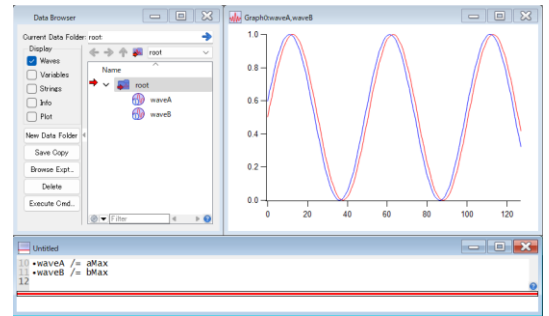 Data Browser
Current Data Folder: root
Display
Waves
Variables
Strings
Info
Plot
New Data Folder
Save Copy
Browse Expt...
Delete
Execute Cmd...
root
Name
root
waveA
waveB
Filter
Graph0:waveA,waveB
1.0
0.8
0.6
0.4
0.2
0.0
0 20 40 60 80 100 120
Untitled
10 •waveA /= aMax
11 •waveB /= bMax
12